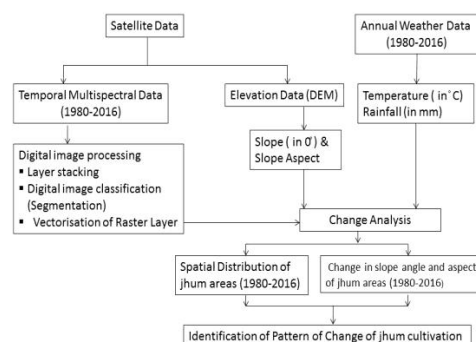 Satellite Data
Annual Weather Data
(1980-2016)
Temporal Multispectral Data
(1980-2016)
Elevation Data (DEM)
Temperature ( in˚C)
Rainfall (in mm)
Slope ( in 0̊) &
Slope Aspect
Digital image processing
▪ Layer stacking
▪ Digital image classification
(Segmentation)
▪ Vectorisation of Raster Layer
Change Analysis
Spatial Distribution of
jhum areas (1980-2016)
Change in slope angle and aspect
of jhum areas (1980-2016)
Identification of Pattern of Change of jhum cultivation